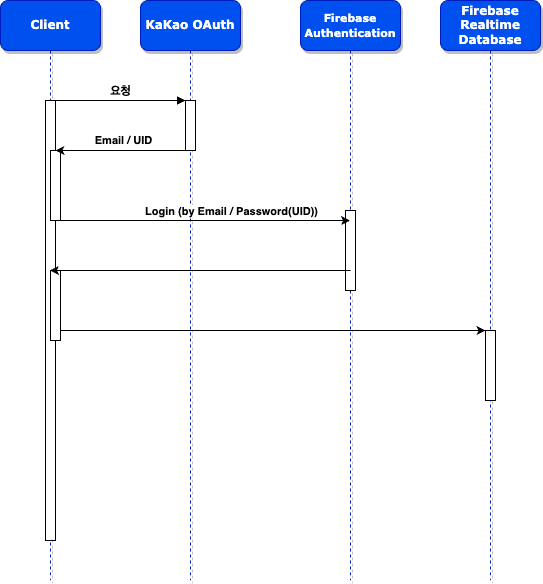 Client
KaKao OAuth
Firebase
Authentication
Firebase
Realtime
Database
요청
Email / UID
Login (by Email / Password(UID))